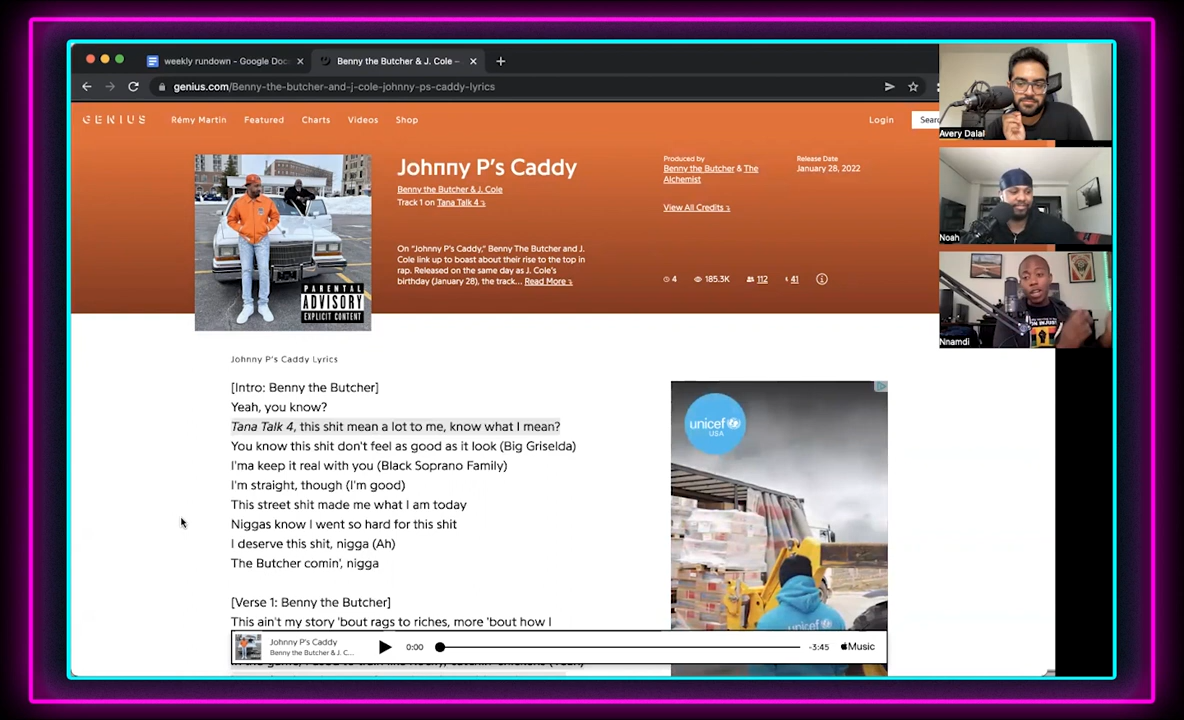 weekly rundown - Google Doc
Benny the Butcher & J. Cole –
genius.com/Benny-the-butcher-and-j-cole-johnny-ps-caddy-lyrics
GENIUS
Rémy Martin
Featured
Charts
Videos
Shop
Login
Sear
Johnny P's Caddy
Benny the Butcher & J. Cole
Track 1 on Tana Talk 4
On "Johnny P's Caddy," Benny The Butcher and J.
Cole link up to boast about their rise to the top in
rap. Released on the same day as J. Cole's
birthday (January 28), the track... Read More
Produced by
Benny the Butcher & The
Alchemist
View All Credits
Release Date
January 28, 2022
4
185.3K
112
41
PARENTAL
ADVISORY
EXPLICIT CONTENT
Avery Dalal
Noah
Nnamdi
Johnny P's Caddy Lyrics
[Intro: Benny the Butcher]
Yeah, you know?
Tana Talk 4, this shit mean a lot to me, know what I mean?
You know this shit don't feel as good as it look (Big Griselda)
I'ma keep it real with you (Black Soprano Family)
I'm straight, though (I'm good)
This street shit made me what I am today
Niggas know I went so hard for this shit
I deserve this shit, nigga (Ah)
The Butcher comin', nigga
[Verse 1: Benny the Butcher]
This ain't my story 'bout rags to riches, more 'bout how I
unicef
USA
unicef
Johnny P's Caddy
Benny the Butcher & J. C...
0:00
-3:45
Music